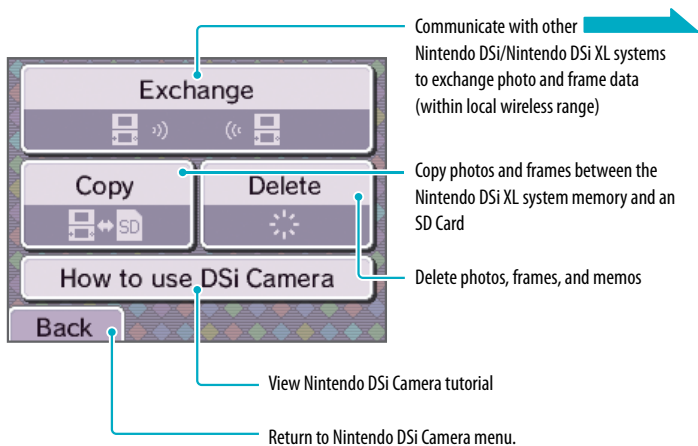 Communicate with other
Nintendo DSi/Nintendo DSi XL systems
to exchange photo and frame data
(within local wireless range)
Exchange
Copy
Delete
SD
Copy photos and frames between the
Nintendo DSi XL system memory and an
SD Card
How to use DSi Camera
Delete photos, frames, and memos
Back
View Nintendo DSi Camera tutorial
Return to Nintendo DSi Camera menu.